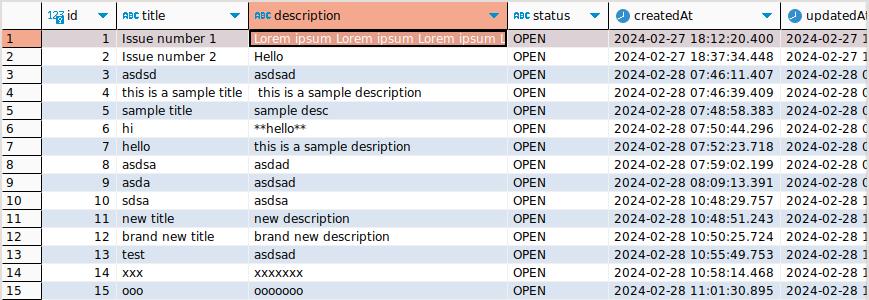 123 id ABC title ABC description ABC status createdAt updatedAt
1 1 Issue number 1 Lorem ipsum Lorem ipsum Lorem ipsum L OPEN 2024-02-27 18:12:20.400 2024-02-27 1
2 2 Issue number 2 Hello OPEN 2024-02-27 18:37:34.448 2024-02-27 1
3 3 asdsd adsdsad OPEN 2024-02-28 07:46:11.407 2024-02-28 0
4 4 this is a sample title this is a sample description OPEN 2024-02-28 07:46:39.409 2024-02-28 0
5 5 sample title sample desc OPEN 2024-02-28 07:48:58.383 2024-02-28 0
6 6 hi **hello** OPEN 2024-02-28 07:50:44.296 2024-02-28 0
7 7 hello this is a sample desription OPEN 2024-02-28 07:52:23.718 2024-02-28 0
8 8 asdsa asdad OPEN 2024-02-28 07:59:02.199 2024-02-28 0
9 9 asda asdsad OPEN 2024-02-28 08:09:13.391 2024-02-28 0
10 10 sdsa asdsa OPEN 2024-02-28 10:48:29.757 2024-02-28 1
11 11 new title new description OPEN 2024-02-28 10:48:51.243 2024-02-28 1
12 12 brand new title brand new description OPEN 2024-02-28 10:50:25.724 2024-02-28 1
13 13 test asdsad OPEN 2024-02-28 10:55:49.753 2024-02-28 1
14 14 xxx xxxxxxx OPEN 2024-02-28 10:58:14.468 2024-02-28 1
15 15 ooo ooooooo OPEN 2024-02-28 11:01:30.895 2024-02-28 1